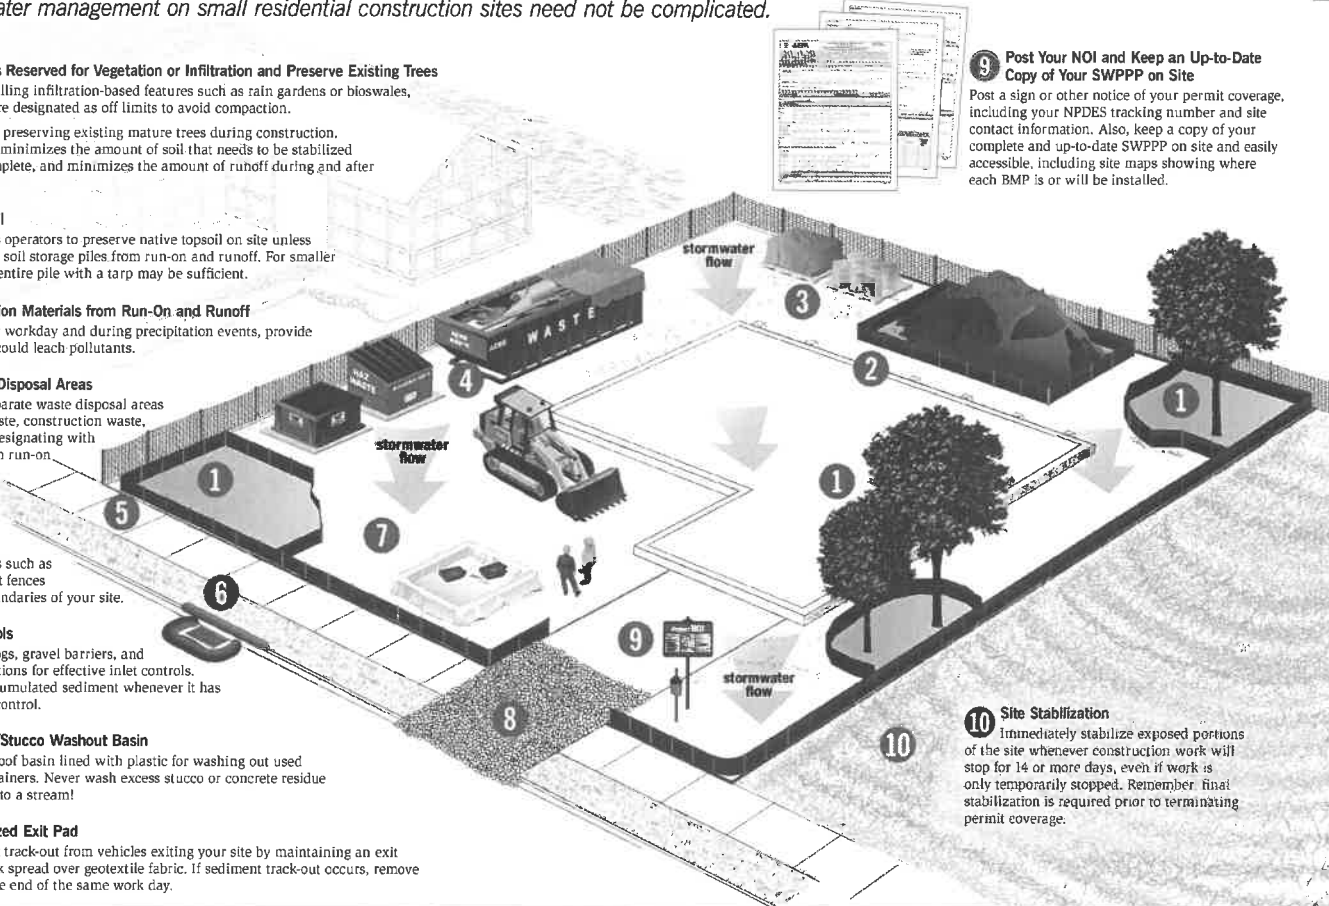 ater management on small residential construction sites need not be complicated.
s Reserved for Vegetation or Infiltration and Preserve Existing Trees
lling infiltration-based features such as rain gardens or bioswales,
re designated as off limits to avoid compaction.
preserving existing mature trees during construction,
minimizes the amount of soil that needs to be stabilized
nplete, and minimizes the amount of runoff during and after
l
operators to preserve native topsoil on site unless
soil storage piles from run-on and runoff. For smaller
entire pile with a tarp may be sufficient.
on Materials from Run-On and Runoff
workday and during precipitation events, provide
could leach pollutants.
Disposal Areas
parate waste disposal areas
ste, construction waste,
esignating with
n run-on
s such as
t fences
ndaries of your site.
ols
gs, gravel barriers, and
tions for effective inlet controls.
umulated sediment whenever it has
control.
/Stucco Washout Basin
oof basin lined with plastic for washing out used
ainers. Never wash excess stucco or concrete residue
to a stream!
zed Exit Pad
track-out from vehicles exiting your site by maintaining an exit
k spread over geotextile fabric. If sediment track-out occurs, remove
e end of the same work day.
9 Post Your NOI and Keep an Up-to-Date
Copy of Your SWPPP on Site
Post a sign or other notice of your permit coverage,
including your NPDES tracking number and site
contact information. Also, keep a copy of your
complete and up-to-date SWPPP on site and easily
accessible, including site maps showing where
each BMP is or will be installed.
stormwater
flow
3
WASTE
HAZ
WASTE
4
2
1
stormwater
flow
1
1
5
7
6
9
stormwater
flow
8
10
10 Site Stabilization
Immediately stabilize exposed portions
of the site whenever construction work will
stop for 14 or more days, even if work is
only temporarily stopped. Remember, final
stabilization is required prior to terminating
permit coverage.